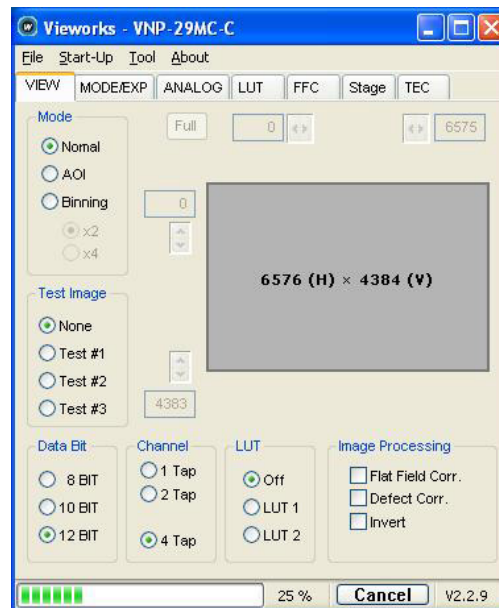 Vieworks - VNP-29MC-C
File Start-Up Tool About
VIEW MODE/EXP ANALOG LUT FFC Stage TEC
Mode
Nomal
AOI
Binning
x2
x4
Full 0 6575
0
6576 (H) × 4384 (V)
4383
Test Image
None
Test #1
Test #2
Test #3
Data Bit
8 BIT
10 BIT
12 BIT
Channel
1 Tap
2 Tap
4 Tap
LUT
Off
LUT 1
LUT 2
Image Processing
Flat Field Corr.
Defect Corr.
Invert
25 % Cancel V2.2.9